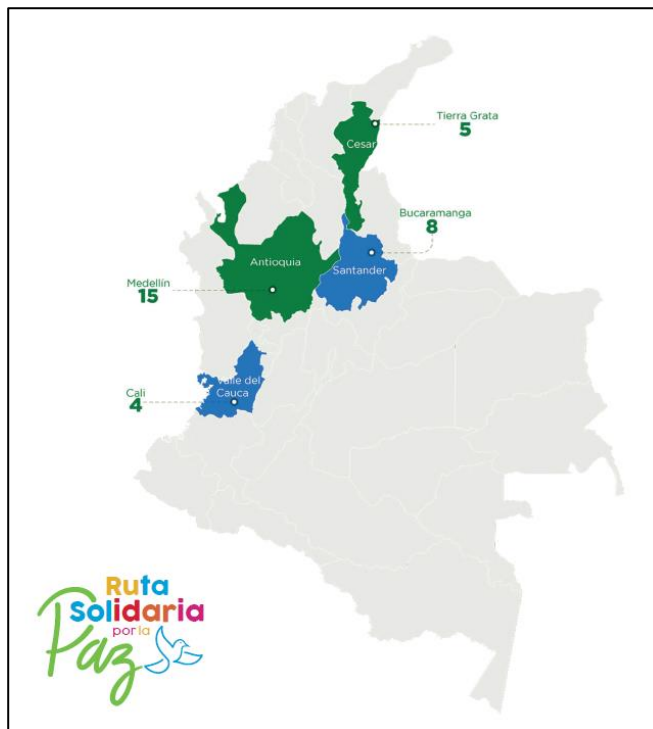 Tierra Grata
5
Cesar
Bucaramanga
8
Antioquia
Santander
Medellín
15
Valle del
Cauca
Cali
4
Ruta
Solidaria
por la
Paz